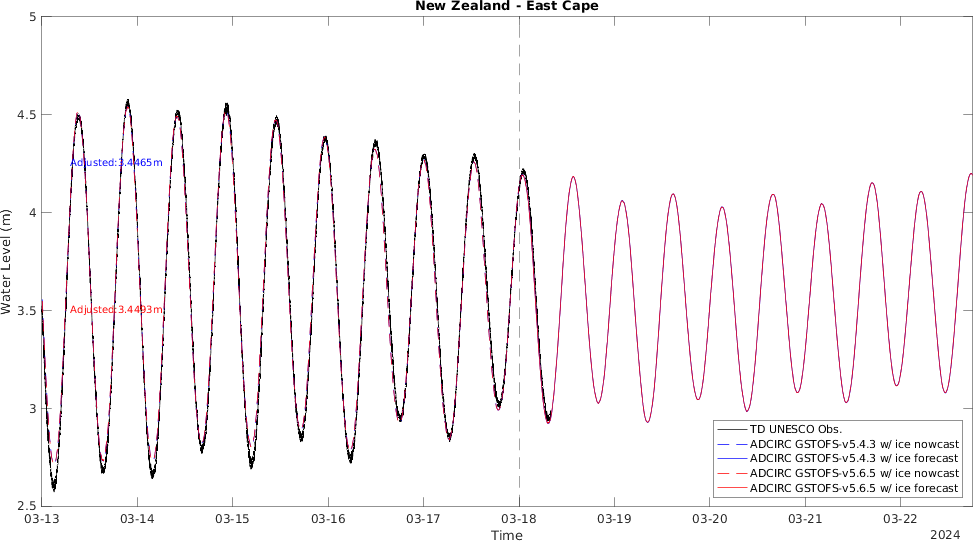 New Zealand - East Cape
Water Level (m)
5
4.5
4
3.5
3
2.5
Adjusted:3.4465m
Adjusted:3.4493m
TD UNESCO Obs.
ADCIRC GSTOFS-v5.4.3 w/ ice nowcast
ADCIRC GSTOFS-v5.4.3 w/ ice forecast
ADCIRC GSTOFS-v5.6.5 w/ ice nowcast
ADCIRC GSTOFS-v5.6.5 w/ ice forecast
03-13 03-14 03-15 03-16 03-17 03-18 03-19 03-20 03-21 03-22
Time
2024